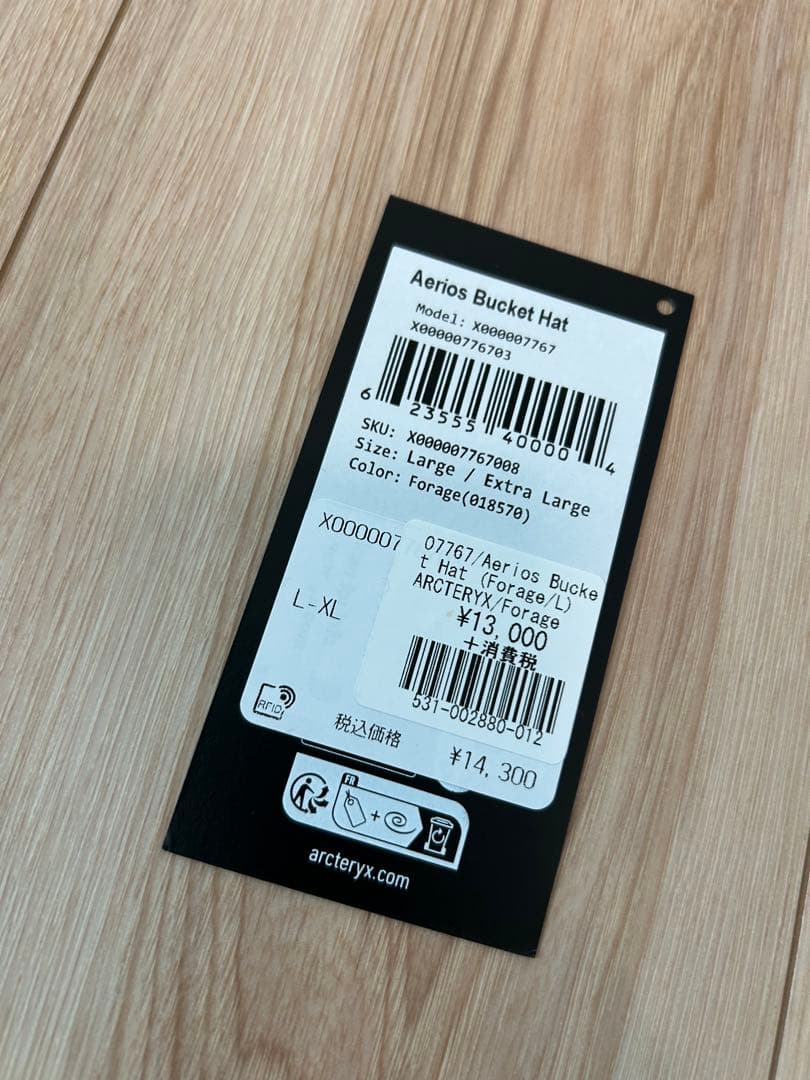 Aerios Bucket Hat
Model: X000007767
X00000776703
6 23555 40000 4
SKU: X000007767008
Size: Large / Extra Large
Color: Forage(018570)
X0000077
07767/Aerios Bucke
t Hat (Forage/L)
ARCTERYX/Forage
¥13,000
+消費税
531-002880-012
L-XL
RFID
税込価格 ¥14,300
FR
+
arcteryx.com